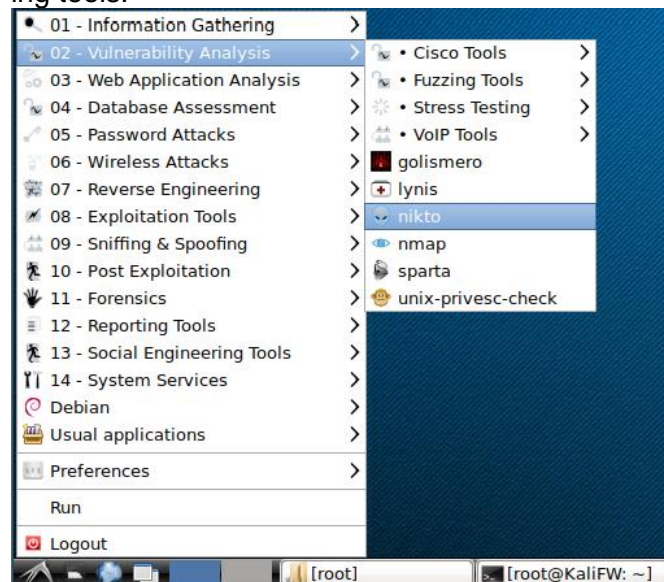 ing tools.
01 - Information Gathering
02 - Vulnerability Analysis
03 - Web Application Analysis
04 - Database Assessment
05 - Password Attacks
06 - Wireless Attacks
07 - Reverse Engineering
08 - Exploitation Tools
09 - Sniffing & Spoofing
10 - Post Exploitation
11 - Forensics
12 - Reporting Tools
13 - Social Engineering Tools
14 - System Services
Debian
Usual applications
Preferences
Run
Logout
• Cisco Tools
• Fuzzing Tools
• Stress Testing
• VoIP Tools
golismero
lynis
nikto
nmap
sparta
unix-privesc-check
[root]
[root@KaliFW: ~]